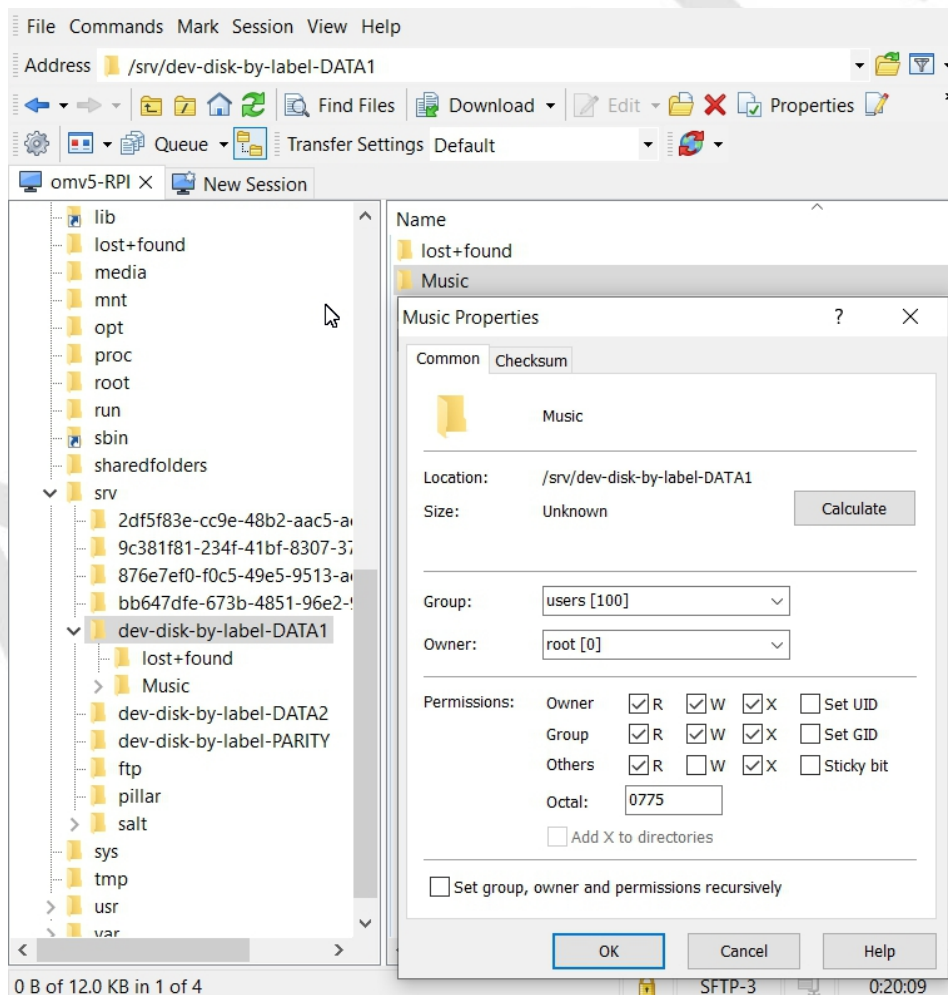 File Commands Mark Session View Help
Address /srv/dev-disk-by-label-DATA1
Find Files Download Edit Properties
Queue Transfer Settings Default
omv5-RPI New Session
lib
lost+found
media
mnt
opt
proc
root
run
sbin
sharedfolders
srv
2df5f83e-cc9e-48b2-aac5-a
9c381f81-234f-41bf-8307-37
876e7ef0-f0c5-49e5-9513-a
bb647dfe-673b-4851-96e2-
dev-disk-by-label-DATA1
lost+found
Music
dev-disk-by-label-DATA2
dev-disk-by-label-PARITY
ftp
pillar
salt
sys
tmp
usr
var
Name
lost+found
Music
Music Properties ?
Common Checksum
Music
Location: /srv/dev-disk-by-label-DATA1
Size: Unknown Calculate
Group: users [100]
Owner: root [0]
Permissions: Owner R W X Set UID
Group R W X Set GID
Others R W X Sticky bit
Octal: 0775
Add X to directories
Set group, owner and permissions recursively
OK Cancel Help
0 B of 12.0 KB in 1 of 4 SFTP-3 0:20:09